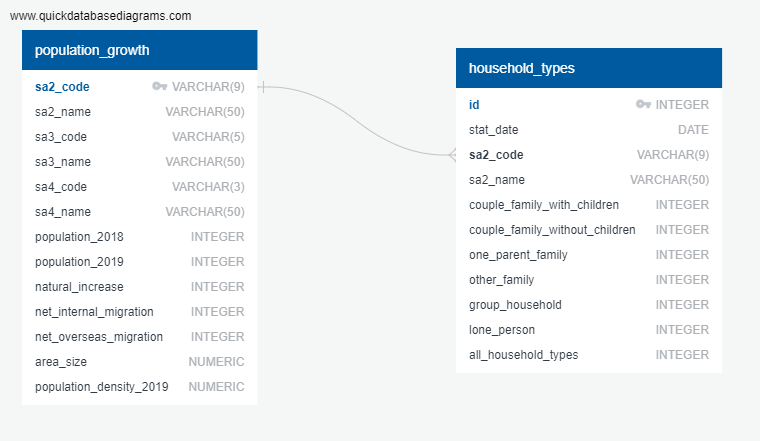 www.quickdatabasediagrams.com
population_growth
sa2_code VARCHAR(9)
sa2_name VARCHAR(50)
sa3_code VARCHAR(5)
sa3_name VARCHAR(50)
sa4_code VARCHAR(3)
sa4_name VARCHAR(50)
population_2018 INTEGER
population_2019 INTEGER
natural_increase INTEGER
net_internal_migration INTEGER
net_overseas_migration INTEGER
area_size NUMERIC
population_density_2019 NUMERIC
household_types
id INTEGER
stat_date DATE
sa2_code VARCHAR(9)
sa2_name VARCHAR(50)
couple_family_with_children INTEGER
couple_family_without_children INTEGER
one_parent_family INTEGER
other_family INTEGER
group_household INTEGER
lone_person INTEGER
all_household_types INTEGER